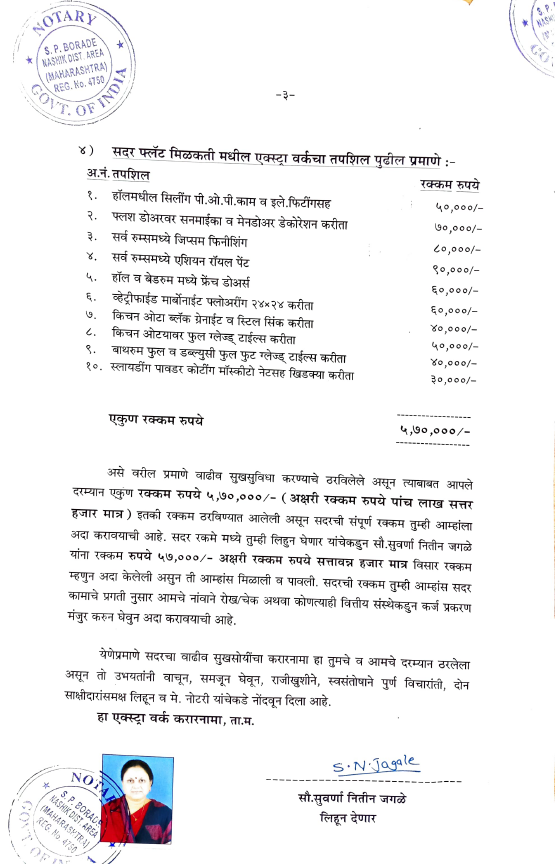 NOTARY
S. P. BORADE
NASHIK DIST. AREA
(MAHARASHTRA)
REG. No. 4750
GOVT. OF INDIA
-३-
४) सदर फ्लॅट मिळकती मधील एक्स्ट्रा वर्कचा तपशिल पुढील प्रमाणे :-
अ.नं. तपशिल रक्कम रुपये
१. हॉलमधील सिलींग पी.ओ.पी.काम व इले.फिटींगसह ५०,०००/-
२. फ्लश डोअरवर सनमाईका व मेनडोअर डेकोरेशन करीता ७०,०००/-
३. सर्व रुम्समध्ये जिप्सम फिनीशिंग ८०,०००/-
४. सर्व रुम्समध्ये एशियन रॉयल पेंट ९०,०००/-
५. हॉल व बेडरुम मध्ये फ्रेंच डोअर्स ६०,०००/-
६. व्हेट्रीफाईड मार्बोनाईट फ्लोअरींग २४×२४ करीता ६०,०००/-
७. किचन ओटा ब्लॅक ग्रेनाईट व स्टिल सिंक करीता ४०,०००/-
८. किचन ओटयावर फुल ग्लेज्ड् टाईल्स करीता ५०,०००/-
९. बाथरुम फुल व डब्ल्युसी फुल फुट ग्लेज्ड् टाईल्स करीता ४०,०००/-
१०. स्लायडींग पावडर कोटींग मॉस्कीटो नेटसह खिडक्या करीता ३०,०००/-
एकुण रक्कम रुपये ५,७०,०००/-
असे वरील प्रमाणे वाढीव सुखसुविधा करण्याचे ठरविलेले असून त्याबाबत आपले
दरम्यान एकुण रक्कम रुपये ५,७०,०००/- ( अक्षरी रक्कम रुपये पांच लाख सत्तर
हजार मात्र ) इतकी रक्कम ठरविण्यात आलेली असून सदरची संपूर्ण रक्कम तुम्ही आम्हांला
अदा करावयाची आहे. सदर रकमे मध्ये तुम्ही लिहुन घेणार यांचेकडुन सौ.सुवर्णा नितीन जगळे
यांना रक्कम रुपये ५७,०००/- अक्षरी रक्कम रुपये सत्तावन्न हजार मात्र विसार रक्कम
म्हणुन अदा केलेली असुन ती आम्हांस मिळाली व पावली. सदरची रक्कम तुम्ही आम्हांस सदर
कामाचे प्रगती नुसार आमचे नांवाने रोख/चेक अथवा कोणत्याही वित्तीय संस्थेकडुन कर्ज प्रकरण
मंजुर करुन घेवुन अदा करावयाची आहे.
येणेप्रमाणे सदरचा वाढीव सुखसोयींचा करारनामा हा तुमचे व आमचे दरम्यान ठरलेला
असून तो उभयतांनी वाचून, समजून घेवून, राजीखुशीने, स्वसंतोषाने पुर्ण विचारांती, दोन
साक्षीदारांसमक्ष लिहून व मे. नोटरी यांचेकडे नोंदवून दिला आहे.
हा एक्स्ट्रा वर्क करारनामा, ता.म.
S. N. Jagale
सौ.सुवर्णा नितीन जगळे
लिहून देणार
NOTARY
S. P. BORADE
NASHIK DIST. AREA
(MAHARASHTRA)
REG. No. 4750